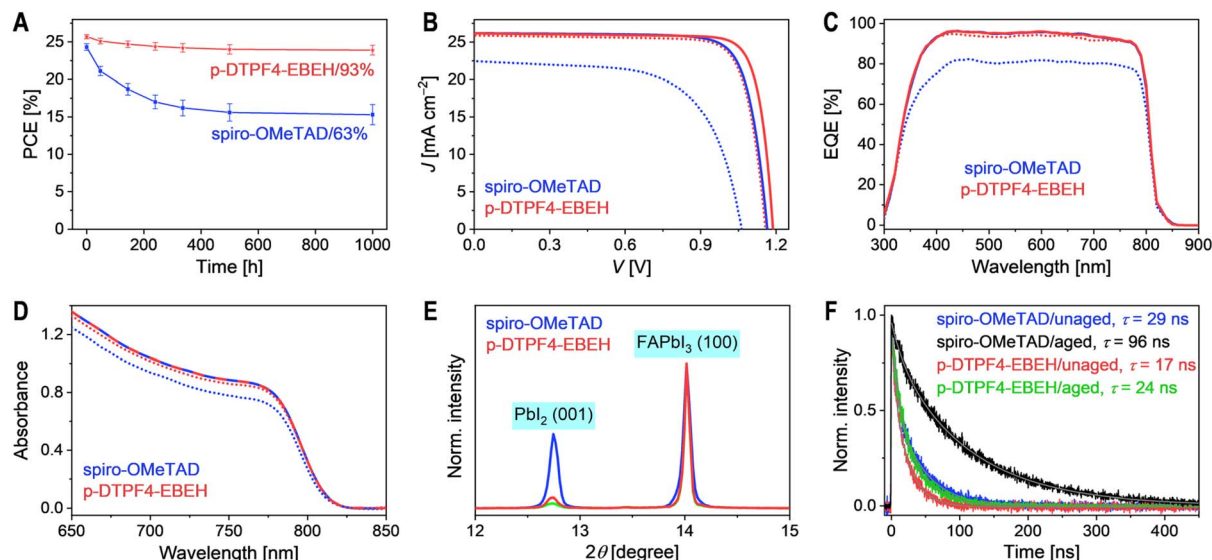 A
PCE [%]
25
20
15
10
5
0
p-DTPF4-EBEH/93%
spiro-OMeTAD/63%
0 200 400 600 800 1000
Time [h]
B
J [mA cm⁻²]
25
20
15
10
5
0
spiro-OMeTAD
p-DTPF4-EBEH
0.0 0.3 0.6 0.9 1.2
V [V]
C
EQE [%]
100
80
60
40
20
0
spiro-OMeTAD
p-DTPF4-EBEH
300 400 500 600 700 800 900
Wavelength [nm]
D
Absorbance
1.2
0.8
0.4
0.0
spiro-OMeTAD
p-DTPF4-EBEH
650 700 750 800 850
Wavelength [nm]
E
Norm. intensity
spiro-OMeTAD
p-DTPF4-EBEH
FAPbI₃ (100)
PbI₂ (001)
12 13 14 15
2θ [degree]
F
Norm. intensity
1.0
0.5
0.0
spiro-OMeTAD/unaged, τ = 29 ns
spiro-OMeTAD/aged, τ = 96 ns
p-DTPF4-EBEH/unaged, τ = 17 ns
p-DTPF4-EBEH/aged, τ = 24 ns
0 100 200 300 400
Time [ns]